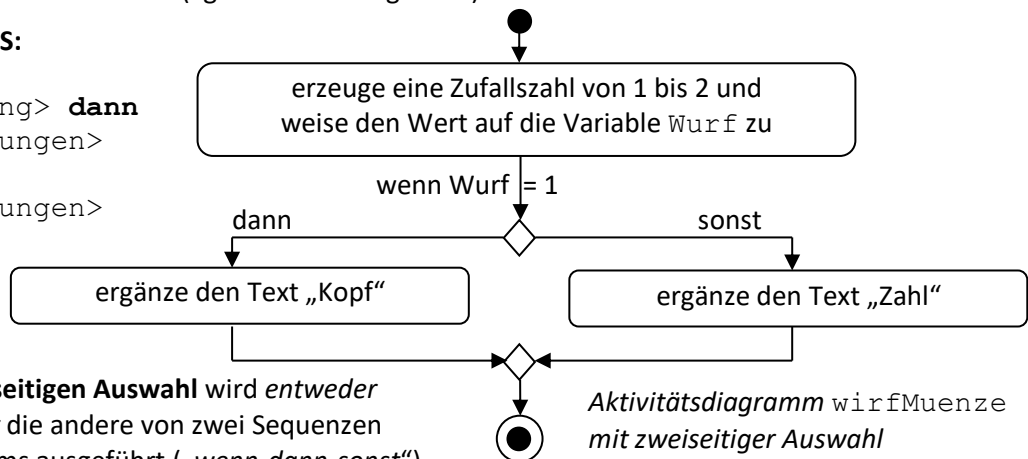 S:
ng> dann
ungen>
ungen>
erzeuge eine Zufallszahl von 1 bis 2 und
weise den Wert auf die Variable Wurf zu
wenn Wurf = 1
dann
sonst
ergänze den Text „Kopf“
ergänze den Text „Zahl“
seitigen Auswahl wird entweder
die andere von zwei Sequenzen
ausgeführt („wenn-dann-sonst“)
Aktivitätsdiagramm wirfMuenze
mit zweiseitiger Auswahl